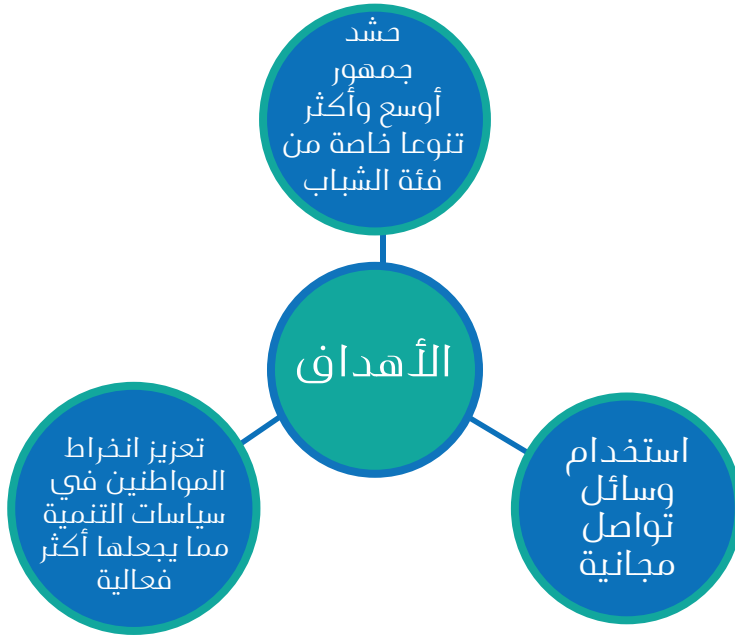 حشد
جمهور
أوسع وأكثر
تنوعا خاصة من
فئة الشباب
الأهداف
استخدام
وسائل
تواصل
مجانية
تعزيز انخراط
المواطنين في
سياسات التنمية
مما يجعلها أكثر
فعالية